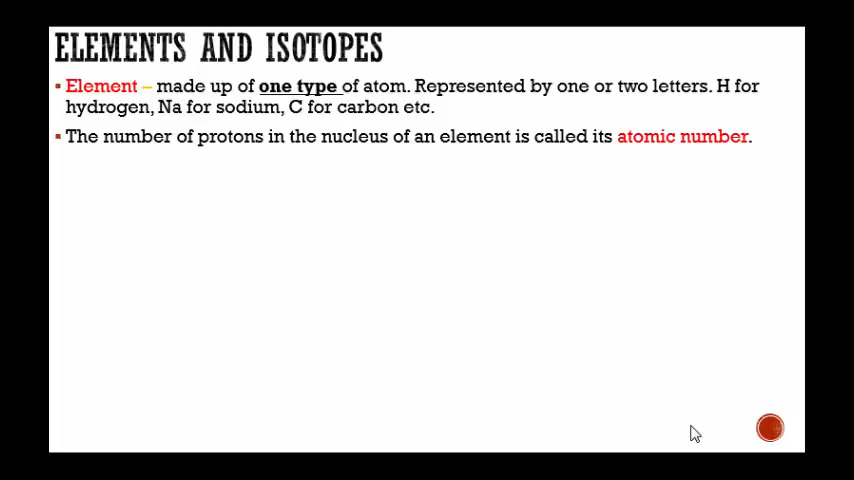 ELEMENTS AND ISOTOPES
▪ Element – made up of one type of atom. Represented by one or two letters. H for
hydrogen, Na for sodium, C for carbon etc.
▪ The number of protons in the nucleus of an element is called its atomic number.